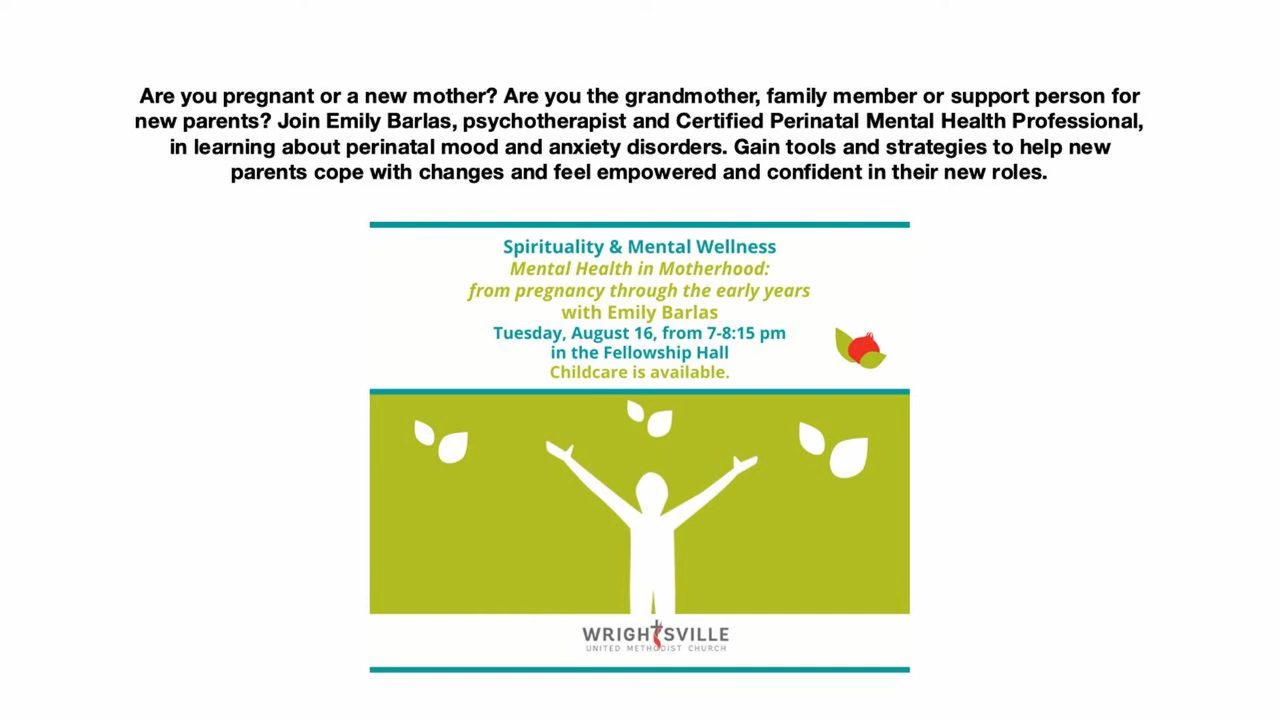 Are you pregnant or a new mother? Are you the grandmother, family member or support person for
new parents? Join Emily Barlas, psychotherapist and Certified Perinatal Mental Health Professional,
in learning about perinatal mood and anxiety disorders. Gain tools and strategies to help new
parents cope with changes and feel empowered and confident in their new roles.
Spirituality & Mental Wellness
Mental Health in Motherhood:
from pregnancy through the early years
with Emily Barlas
Tuesday, August 16, from 7-8:15 pm
in the Fellowship Hall
Childcare is available.
WRIGHTSVILLE
UNITED METHODIST CHURCH